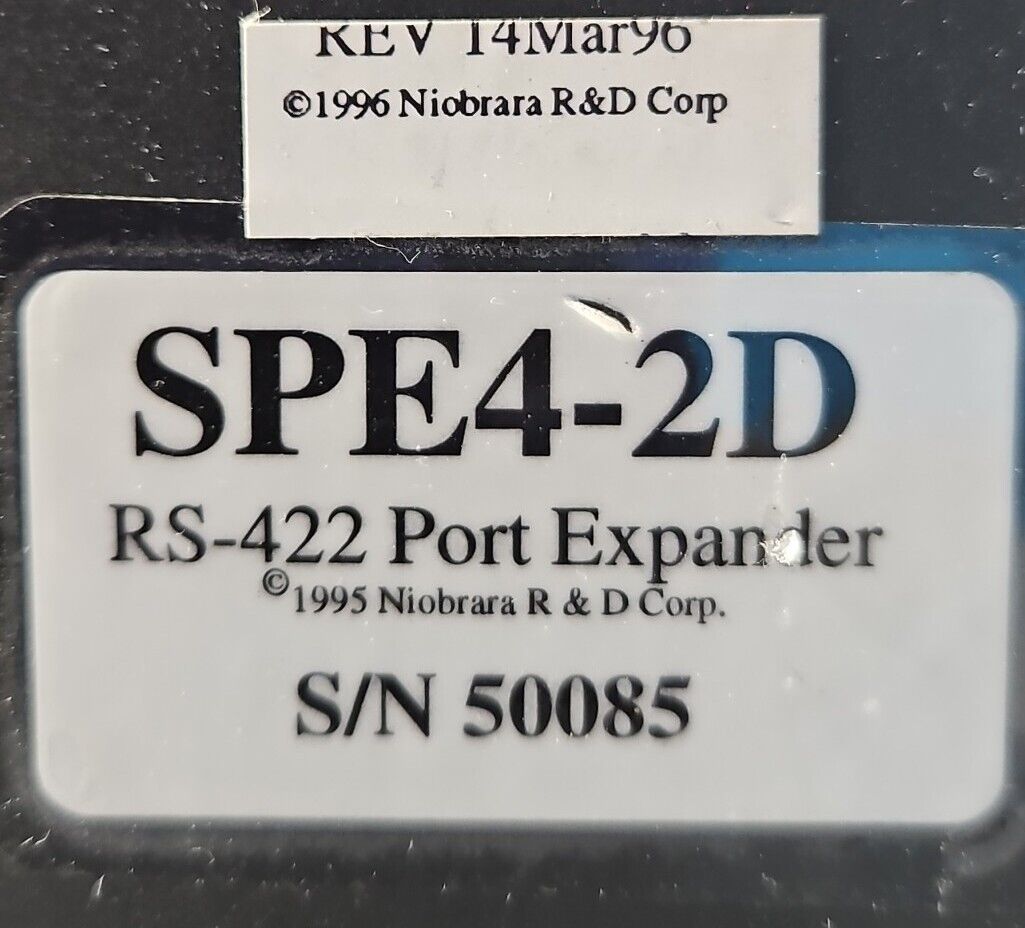 REV 14Mar96
©1996 Niobrara R&D Corp
SPE4-2D
RS-422 Port Expander
©1995 Niobrara R & D Corp.
S/N 50085